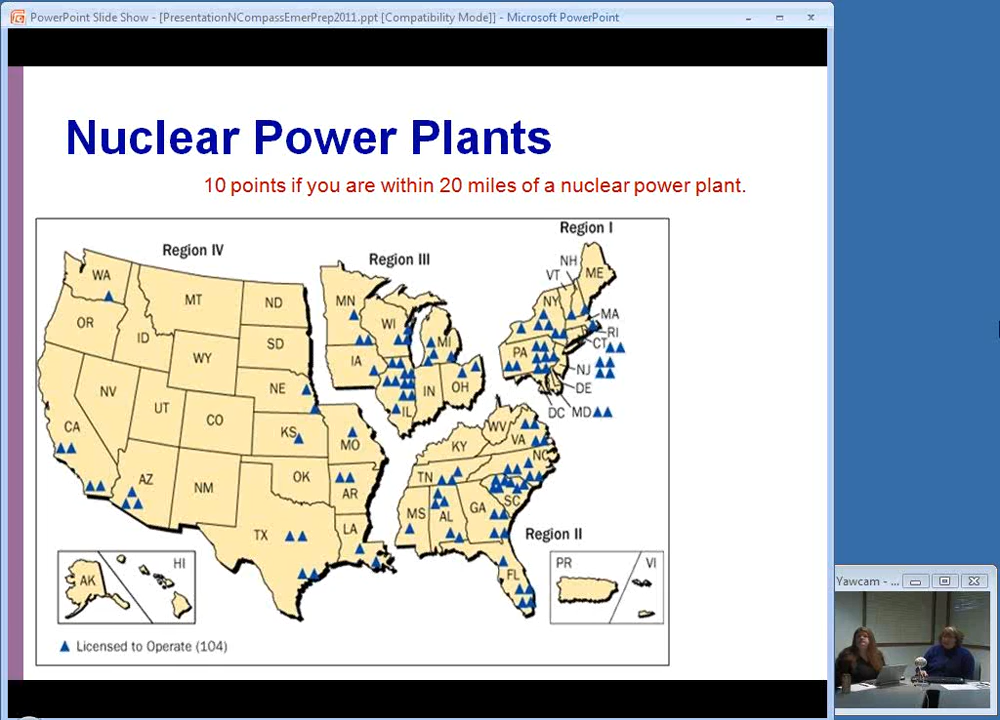 PowerPoint Slide Show - [PresentationNCompassEmerPrep2011.ppt [Compatibility Mode]] - Microsoft PowerPoint
Nuclear Power Plants
10 points if you are within 20 miles of a nuclear power plant.
Region I
Region IV
Region III
NH
VT
ME
WA
MT
ND
MN
NY
MA
OR
WI
RI
ID
SD
MI
CT
WY
IA
PA
NJ
NV
NE
IN
OH
DE
UT
CO
IL
DC
MD
CA
KS
MO
WV
VA
KY
NC
AZ
NM
OK
AR
TN
SC
MS
AL
GA
TX
LA
Region II
HI
PR
VI
AK
FL
Licensed to Operate (104)
Yawcam - ...